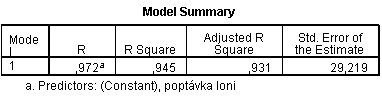 Model Summary
Mode
l R R Square Adjusted R Square Std. Error of the Estimate
1 ,972a ,945 ,931 29,219
a. Predictors: (Constant), poptávka loni